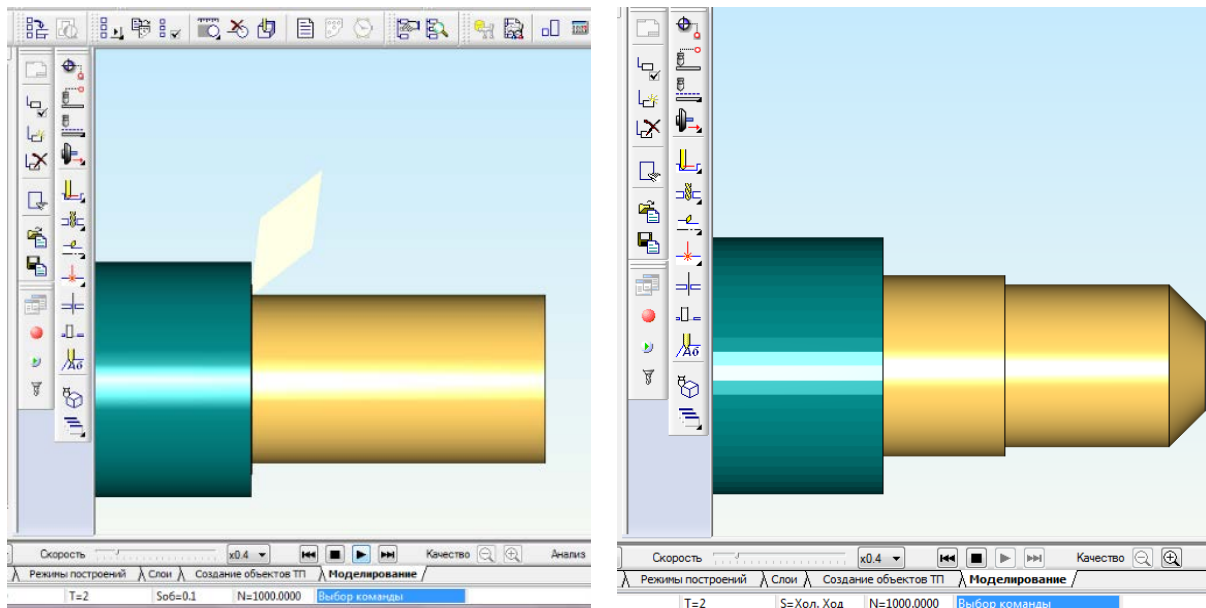 Аб
Скорость x0.4 Качество Анализ
Режимы построений Слои Создание объектов ТП Моделирование
T=2 Sоб=0.1 N=1000.0000 Выбор команды
Аб
Скорость x0.4 Качество
Режимы построений Слои Создание объектов ТП Моделирование
T=2 S=Хол. Ход N=1000.0000 Выбор команды